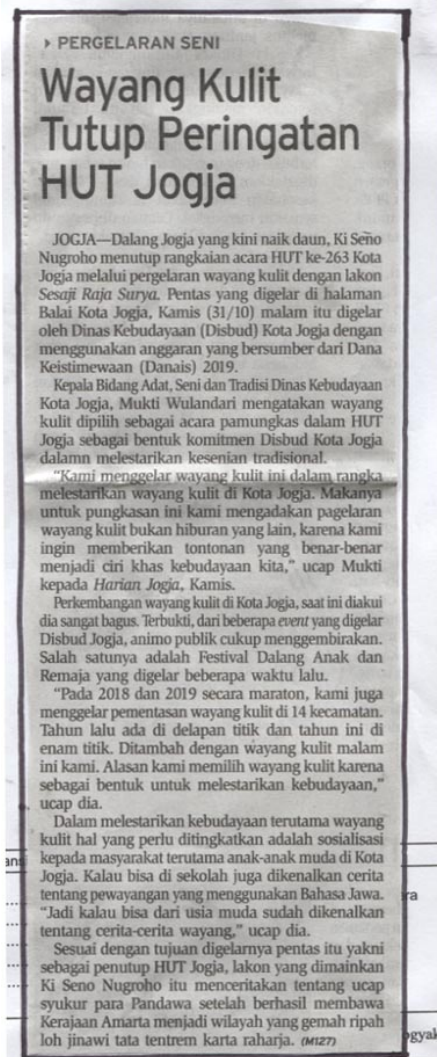 PERGELARAN SENI
Wayang Kulit
Tutup Peringatan
HUT Jogja
JOGJA—Dalang Jogja yang kini naik daun, Ki Seno
Nugroho menutup rangkaian acara HUT ke-263 Kota
Jogja melalui pergelaran wayang kulit dengan lakon
Sesaji Raja Surya. Pentas yang digelar di halaman
Balai Kota Jogja, Kamis (31/10) malam itu digelar
oleh Dinas Kebudayaan (Disbud) Kota Jogja dengan
menggunakan anggaran yang bersumber dari Dana
Keistimewaan (Danais) 2019.
Kepala Bidang Adat, Seni dan Tradisi Dinas Kebudayaan
Kota Jogja, Mukti Wulandari mengatakan wayang
kulit dipilih sebagai acara pamungkas dalam HUT
Jogja sebagai bentuk komitmen Disbud Kota Jogja
dalamn melestarikan kesenian tradisional.
“Kami menggelar wayang kulit ini dalam rangka
melestarikan wayang kulit di Kota Jogja. Makanya
untuk pungkasan ini kami mengadakan pagelaran
wayang kulit bukan hiburan yang lain, karena kami
ingin memberikan tontonan yang benar-benar
menjadi ciri khas kebudayaan kita,” ucap Mukti
kepada Harian Jogja, Kamis.
Perkembangan wayang kulit di Kota Jogja, saat ini diakui
dia sangat bagus. Terbukti, dari beberapa event yang digelar
Disbud Jogja, animo publik cukup menggembirakan.
Salah satunya adalah Festival Dalang Anak dan
Remaja yang digelar beberapa waktu lalu.
“Pada 2018 dan 2019 secara maraton, kami juga
menggelar pementasan wayang kulit di 14 kecamatan.
Tahun lalu ada di delapan titik dan tahun ini di
enam titik. Ditambah dengan wayang kulit malam
ini kami. Alasan kami memilih wayang kulit karena
sebagai bentuk untuk melestarikan kebudayaan,”
ucap dia.
Dalam melestarikan kebudayaan terutama wayang
kulit hal yang perlu ditingkatkan adalah sosialisasi
kepada masyarakat terutama anak-anak muda di Kota
Jogja. Kalau bisa di sekolah juga dikenalkan cerita
tentang pewayangan yang menggunakan Bahasa Jawa.
“Jadi kalau bisa dari usia muda sudah dikenalkan
tentang cerita-cerita wayang,” ucap dia.
Sesuai dengan tujuan digelarnya pentas itu yakni
sebagai penutup HUT Jogja, lakon yang dimainkan
Ki Seno Nugroho itu menceritakan tentang ucap
syukur para Pandawa setelah berhasil membawa
Kerajaan Amarta menjadi wilayah yang gemah ripah
loh jinawi tata tentrem karta raharja. (M127)